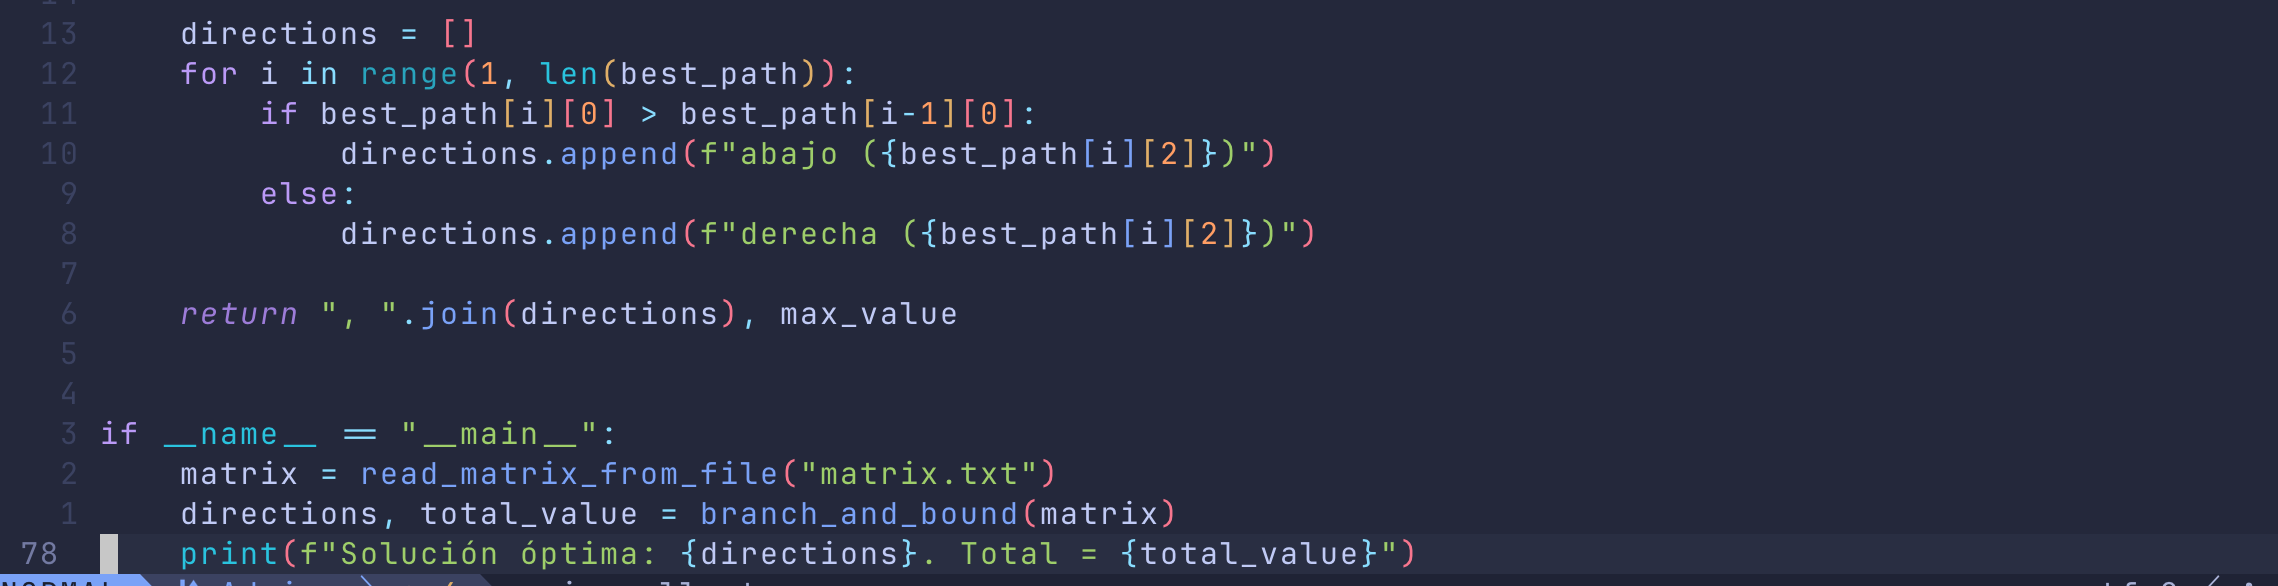 13 directions = []
12 for i in range(1, len(best_path)):
11 if best_path[i][0] > best_path[i-1][0]:
10 directions.append(f"abajo ({best_path[i][2]})")
9 else:
8 directions.append(f"derecha ({best_path[i][2]})")
7
6 return ", ".join(directions), max_value
5
4
3 if __name__ == "__main__":
2 matrix = read_matrix_from_file("matrix.txt")
1 directions, total_value = branch_and_bound(matrix)
78 print(f"Solución óptima: {directions}. Total = {total_value}")
NORMAL